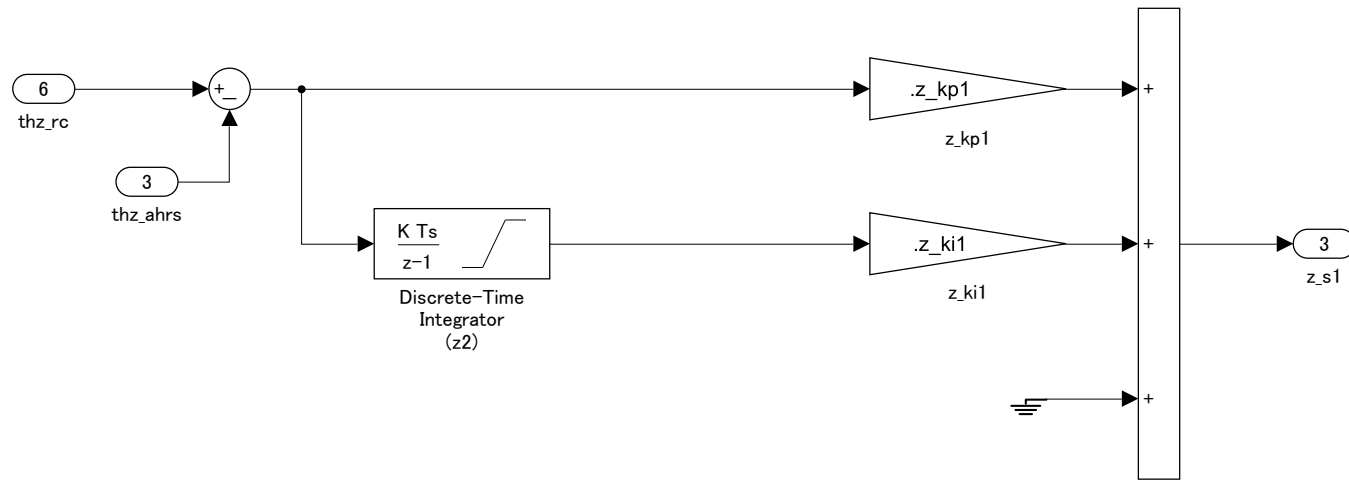 6
thz_rc
+
−
3
thz_ahrs
K Ts
z−1
Discrete−Time
Integrator
(z2)
.z_kp1
z_kp1
.z_ki1
z_ki1
+
+
+
3
z_s1